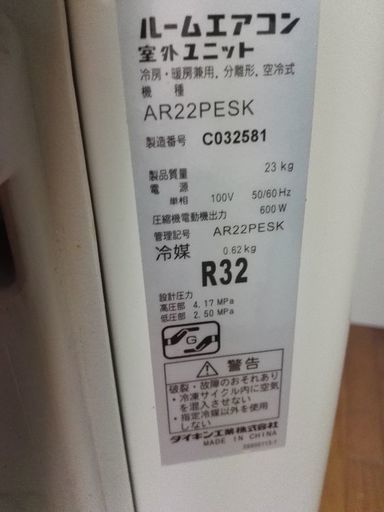 ルームエアコン
室外ユニット
冷房・暖房兼用, 分離形, 空冷式
機種
AR22PESK
製造番号 C032581
製品質量 23 kg
電源
単相 100V 50/60 Hz
圧縮機電動機出力 600 W
管理記号 AR22PESK
冷媒 0.62 kg
R32
設計圧力
高圧部 4.17 MPa
低圧部 2.50 MPa
G
警告
破裂・故障のおそれあり
・冷凍サイクル内に空気
を混入させない
・指定冷媒以外を使用
しない
ダイキン工業株式会社
MADE IN CHINA